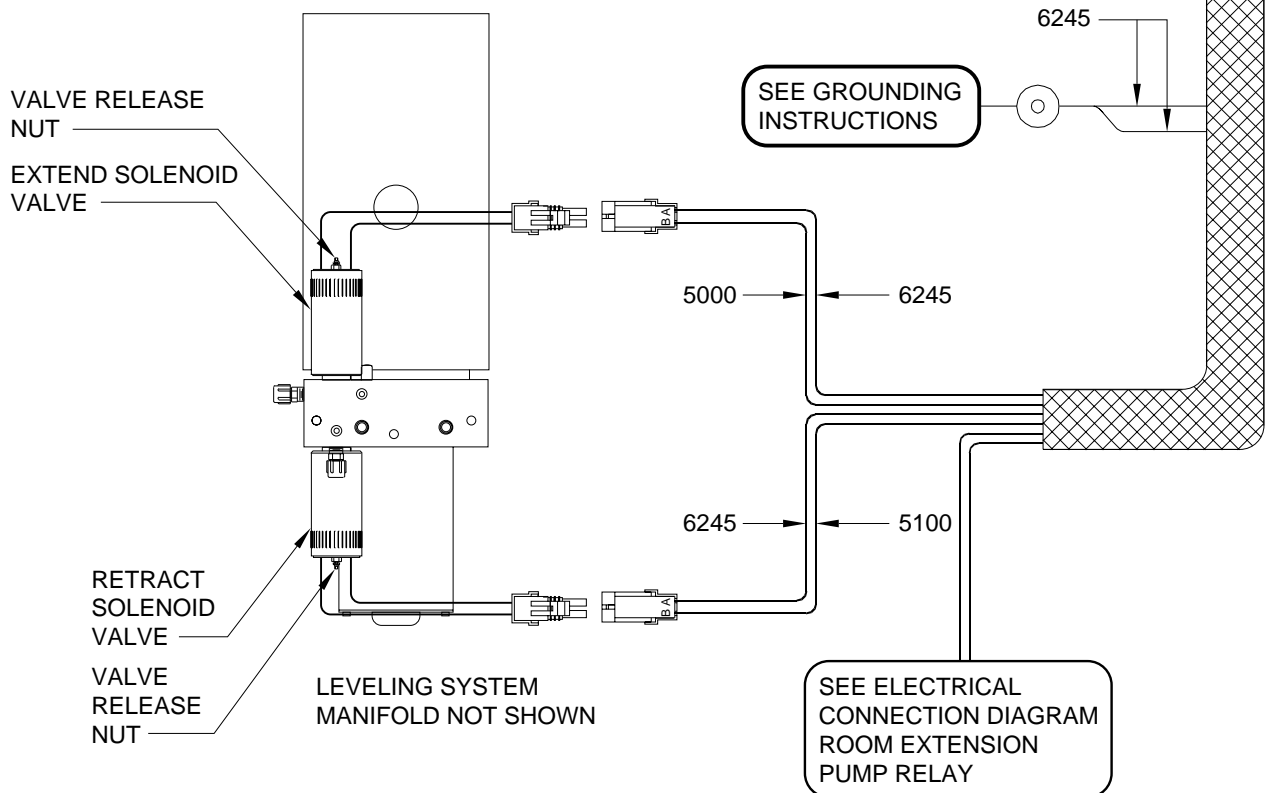 6245
VALVE RELEASE
NUT
SEE GROUNDING
INSTRUCTIONS
EXTEND SOLENOID
VALVE
B A
5000
6245
6245
5100
RETRACT
SOLENOID
VALVE
B A
VALVE
RELEASE
NUT
LEVELING SYSTEM
MANIFOLD NOT SHOWN
SEE ELECTRICAL
CONNECTION DIAGRAM
ROOM EXTENSION
PUMP RELAY